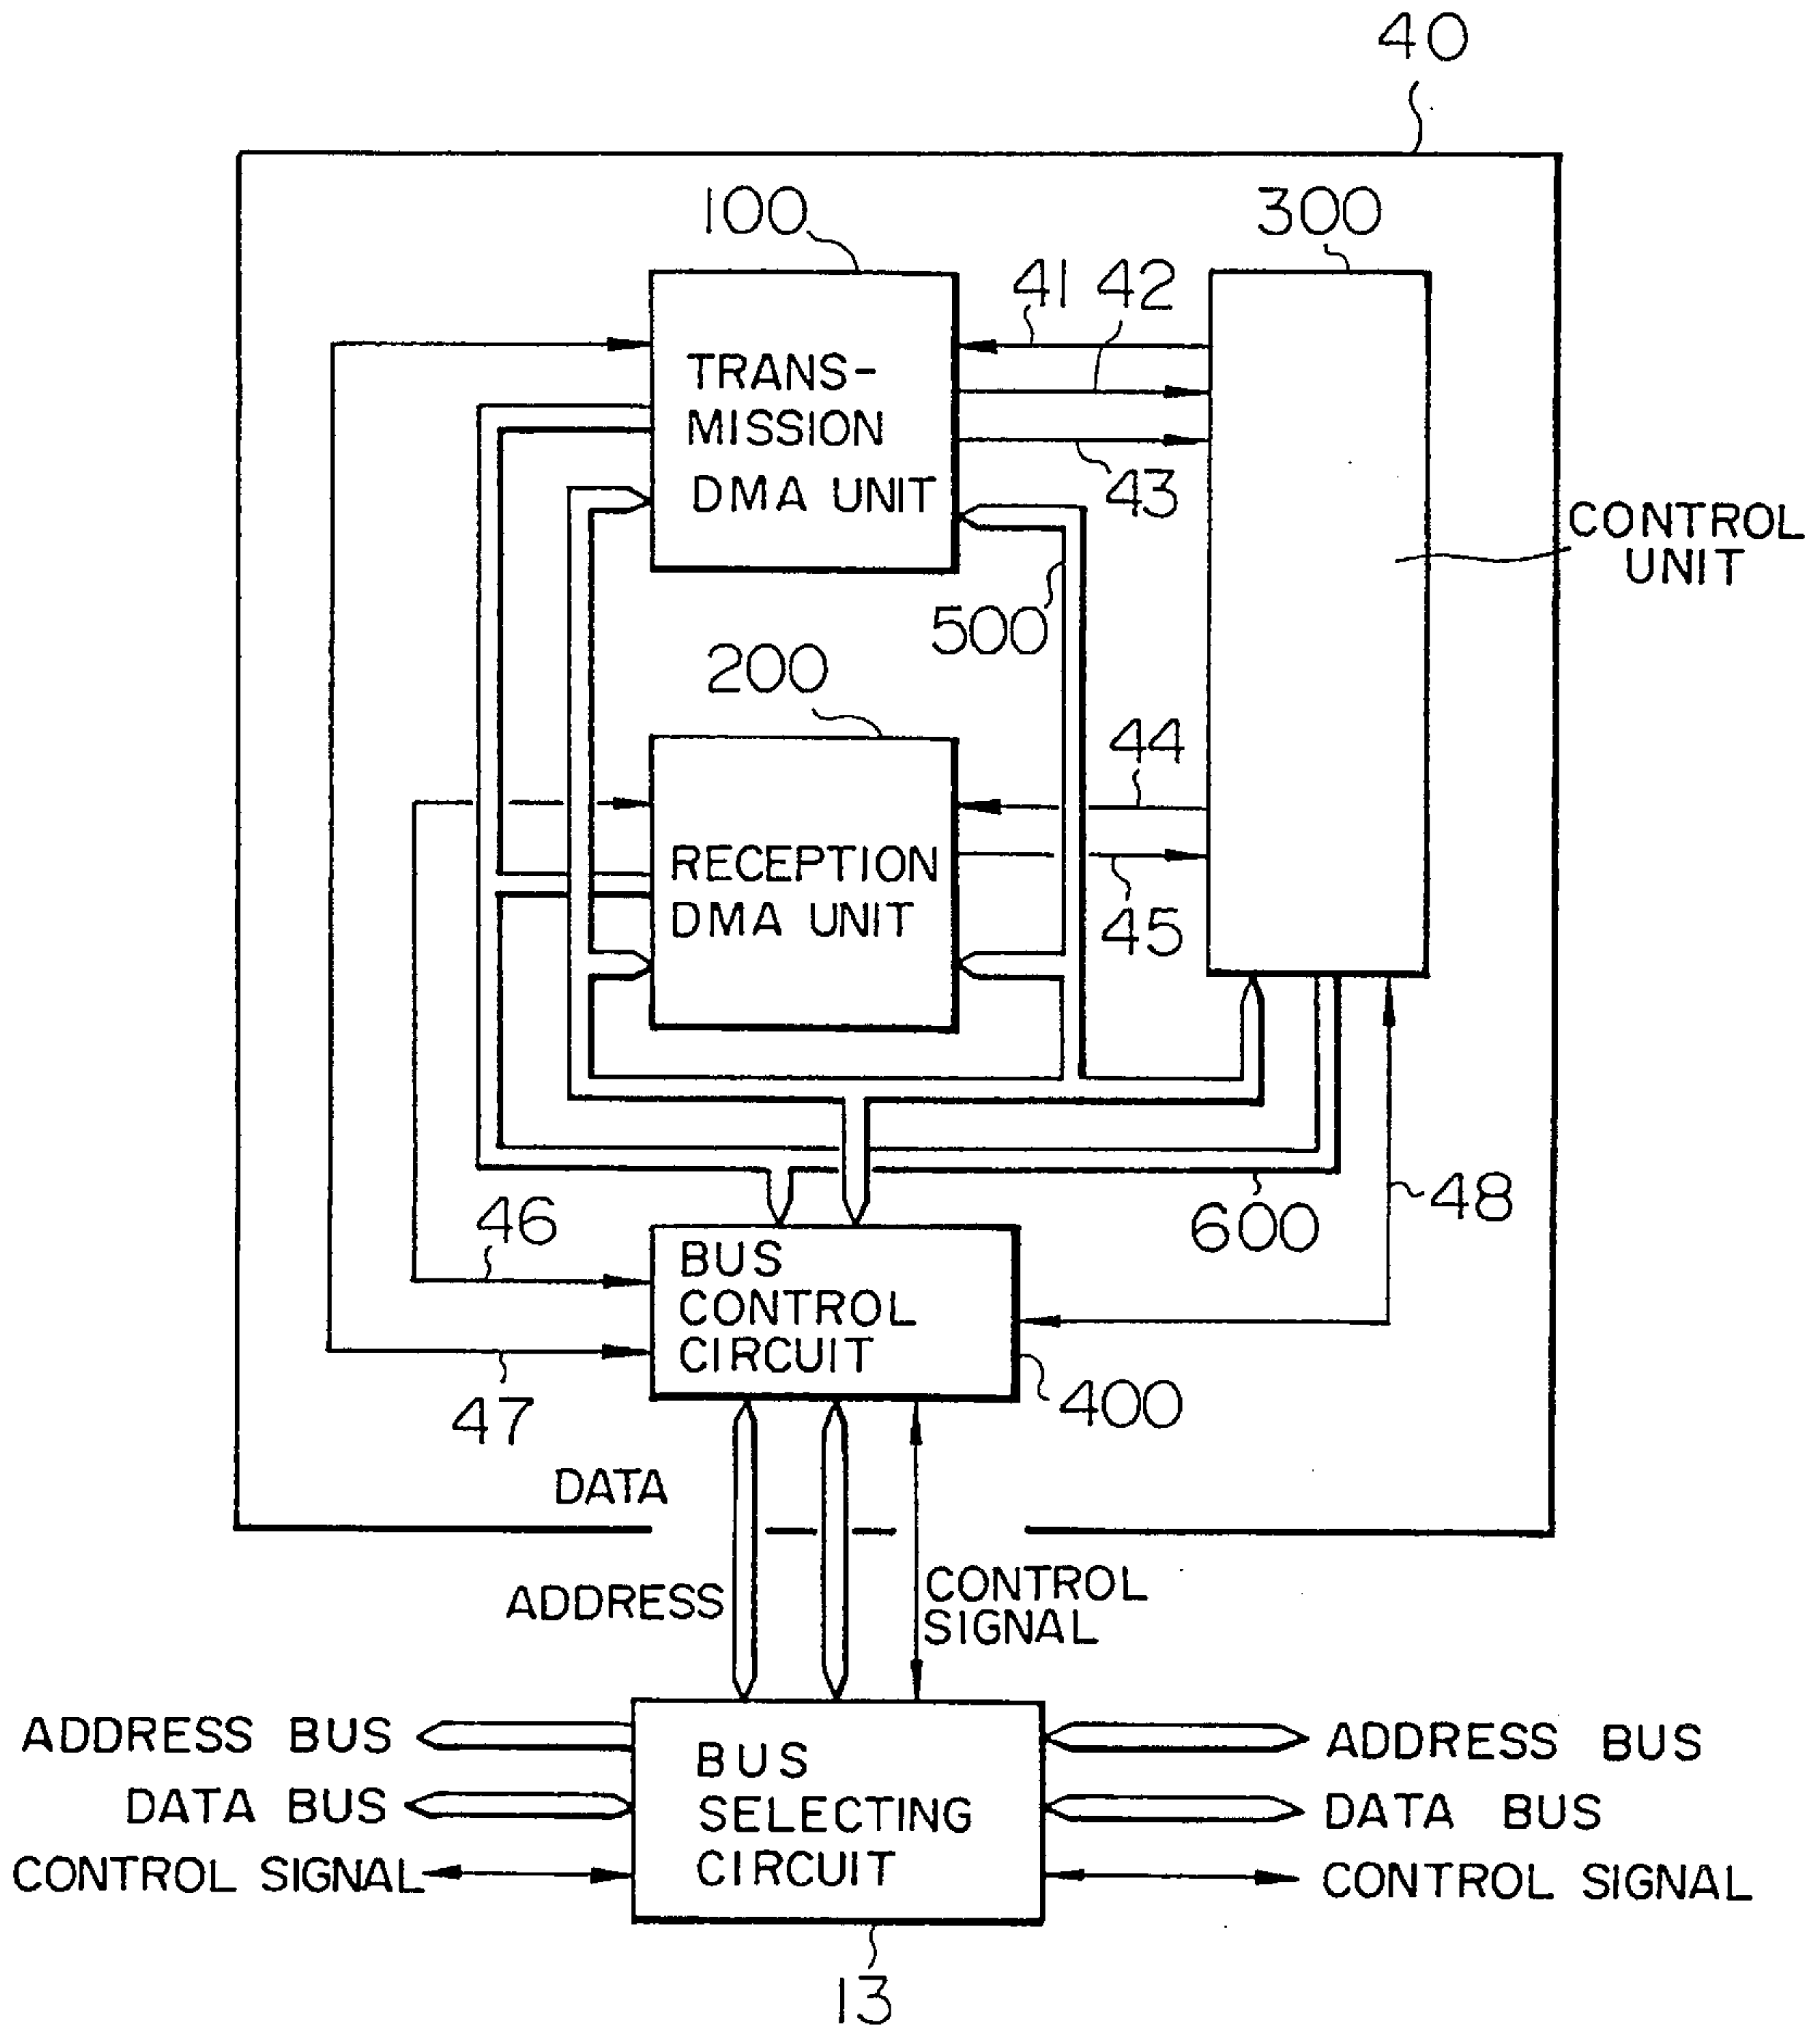 40
100
300
41
42
TRANS-
MISSION
DMA UNIT
43
CONTROL
UNIT
500
200
44
RECEPTION
DMA UNIT
45
46
600
48
BUS
CONTROL
CIRCUIT
47
400
DATA
ADDRESS
CONTROL
SIGNAL
ADDRESS BUS
DATA BUS
CONTROL SIGNAL
BUS
SELECTING
CIRCUIT
ADDRESS BUS
DATA BUS
CONTROL SIGNAL
13